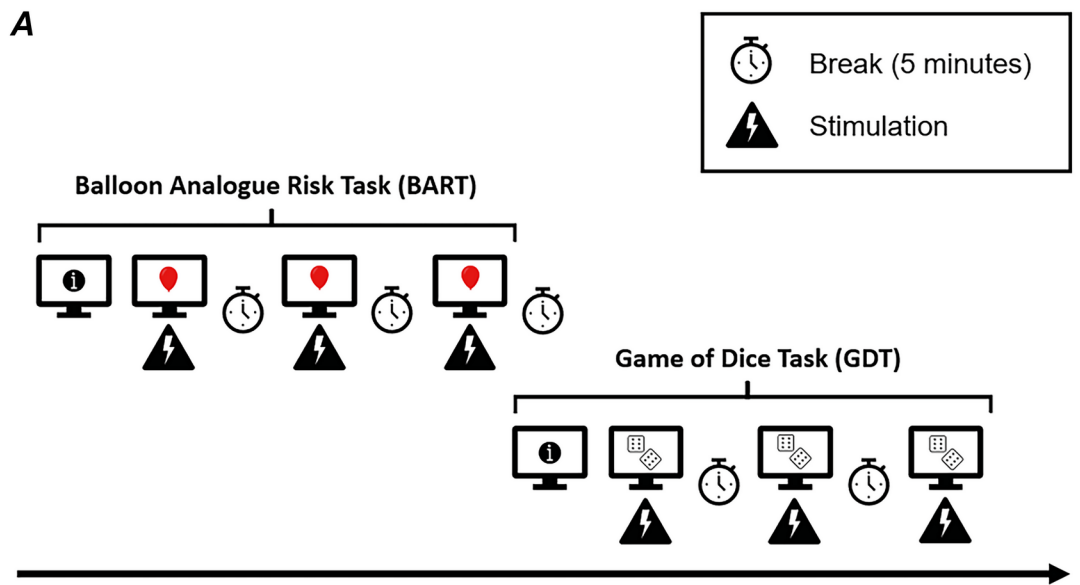 A
Break (5 minutes)
Stimulation
Balloon Analogue Risk Task (BART)
i
Game of Dice Task (GDT)
i